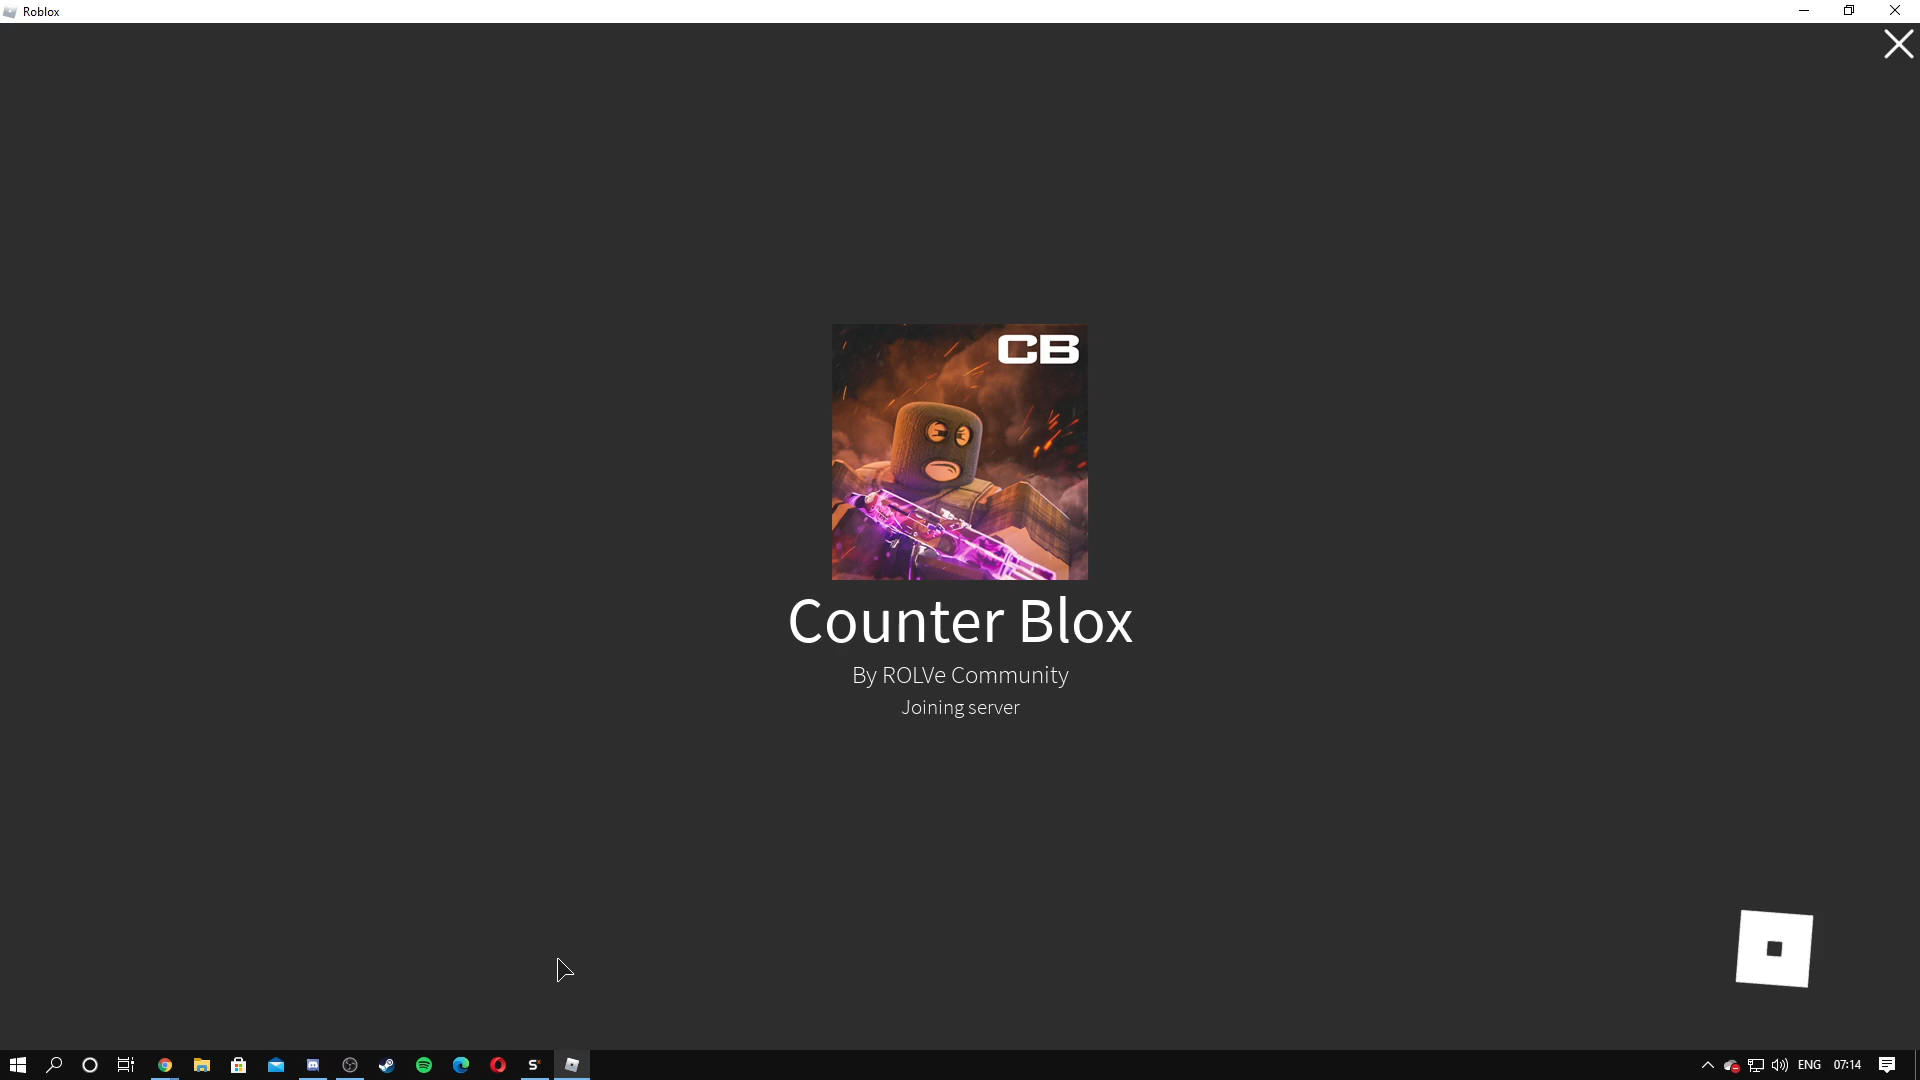 Roblox
CB
Counter Blox
By ROLVe Community
Joining server
ENG
07:14